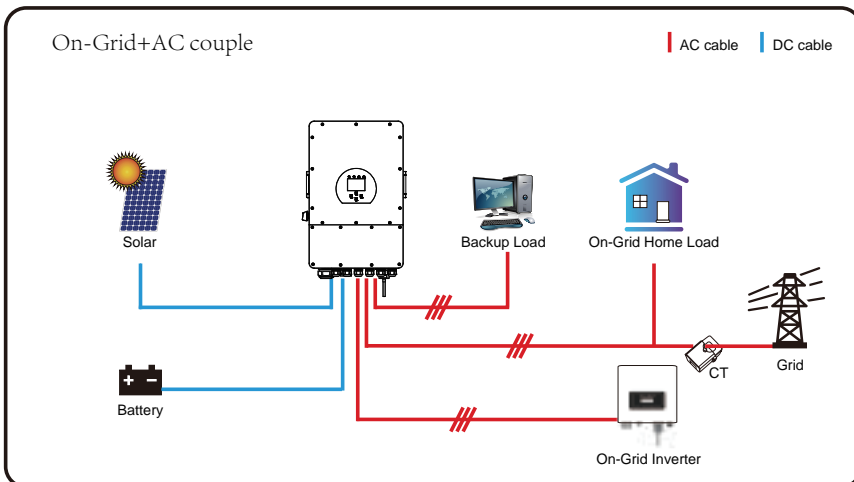 On-Grid+AC couple
AC cable
DC cable
Solar
Backup Load
On-Grid Home Load
Battery
CT
Grid
On-Grid Inverter